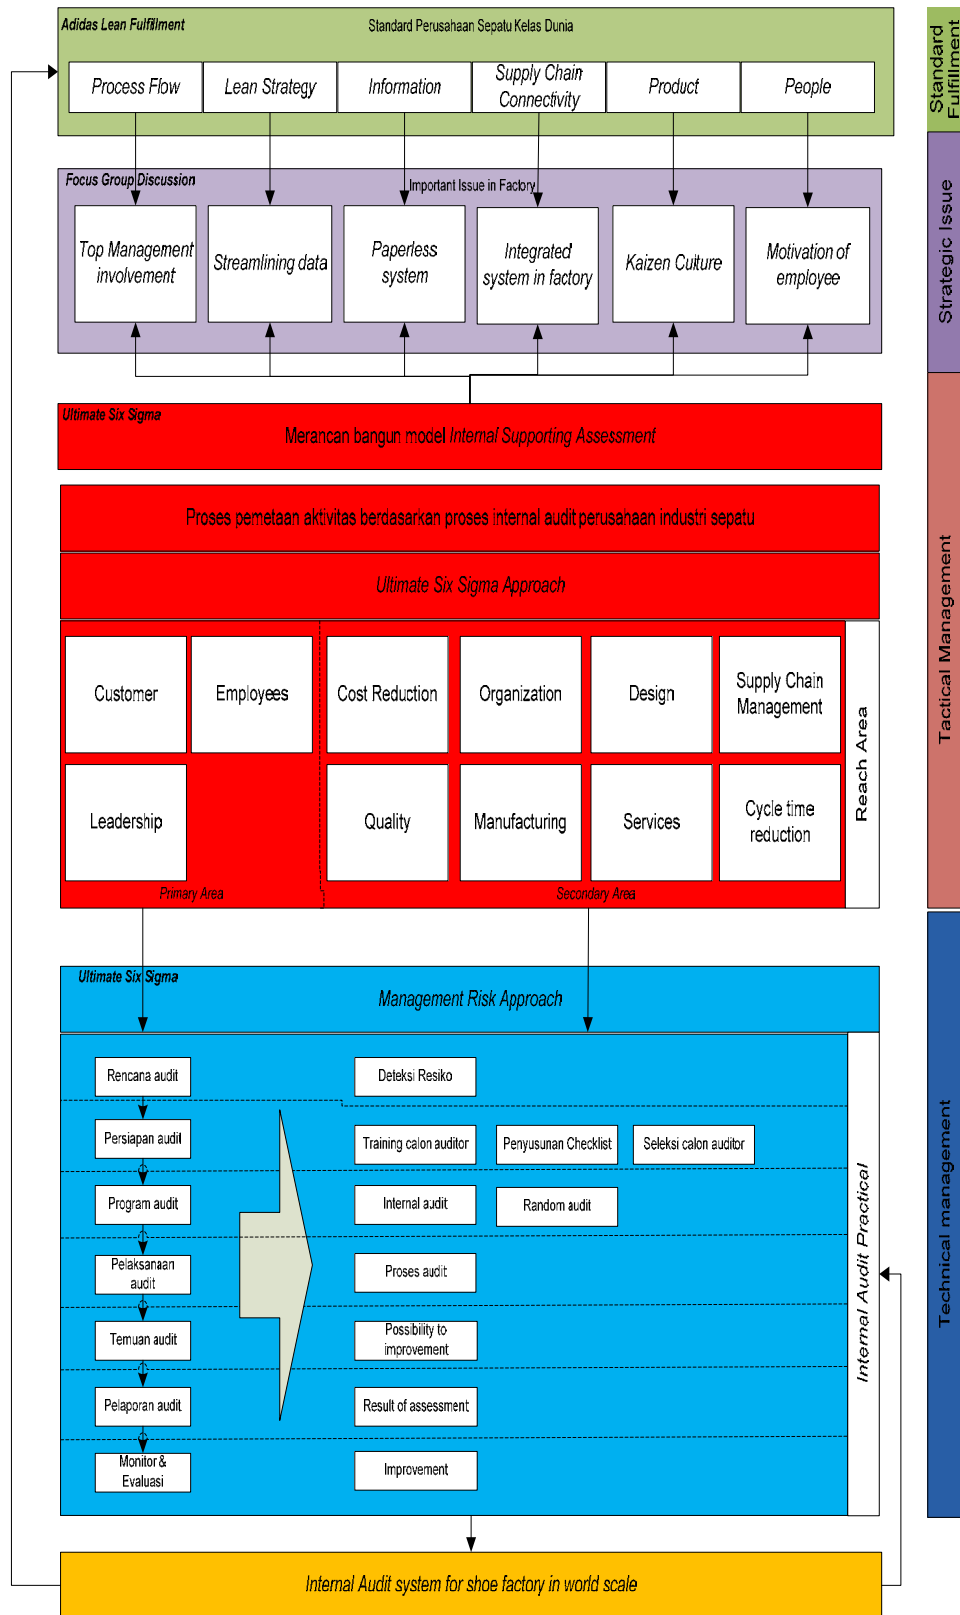 Adidas Lean Fulfillment
Standard Perusahaan Sepatu Kelas Dunia
Process Flow
Lean Strategy
Information
Supply Chain
Connectivity
Product
People
Standard
Fulfillment
Focus Group Discussion
Important Issue in Factory
Top Management
involvement
Streamlining data
Paperless
system
Integrated
system in factory
Kaizen Culture
Motivation of
employee
Strategic Issue
Ultimate Six Sigma
Merancan bangun model Internal Supporting Assessment
Proses pemetaan aktivitas berdasarkan proses internal audit perusahaan industri sepatu
Ultimate Six Sigma Approach
Customer
Employees
Cost Reduction
Organization
Design
Supply Chain
Management
Leadership
Quality
Manufacturing
Services
Cycle time
reduction
Primary Area
Secondary Area
Reach Area
Tactical Management
Ultimate Six Sigma
Management Risk Approach
Rencana audit
Deteksi Resiko
Persiapan audit
Training calon auditor
Penyusunan Checklist
Seleksi calon auditor
Program audit
Internal audit
Random audit
Pelaksanaan
audit
Proses audit
Temuan audit
Possibility to
improvement
Pelaporan audit
Result of assessment
Monitor &
Evaluasi
Improvement
Internal Audit Practical
Technical management
Internal Audit system for shoe factory in world scale